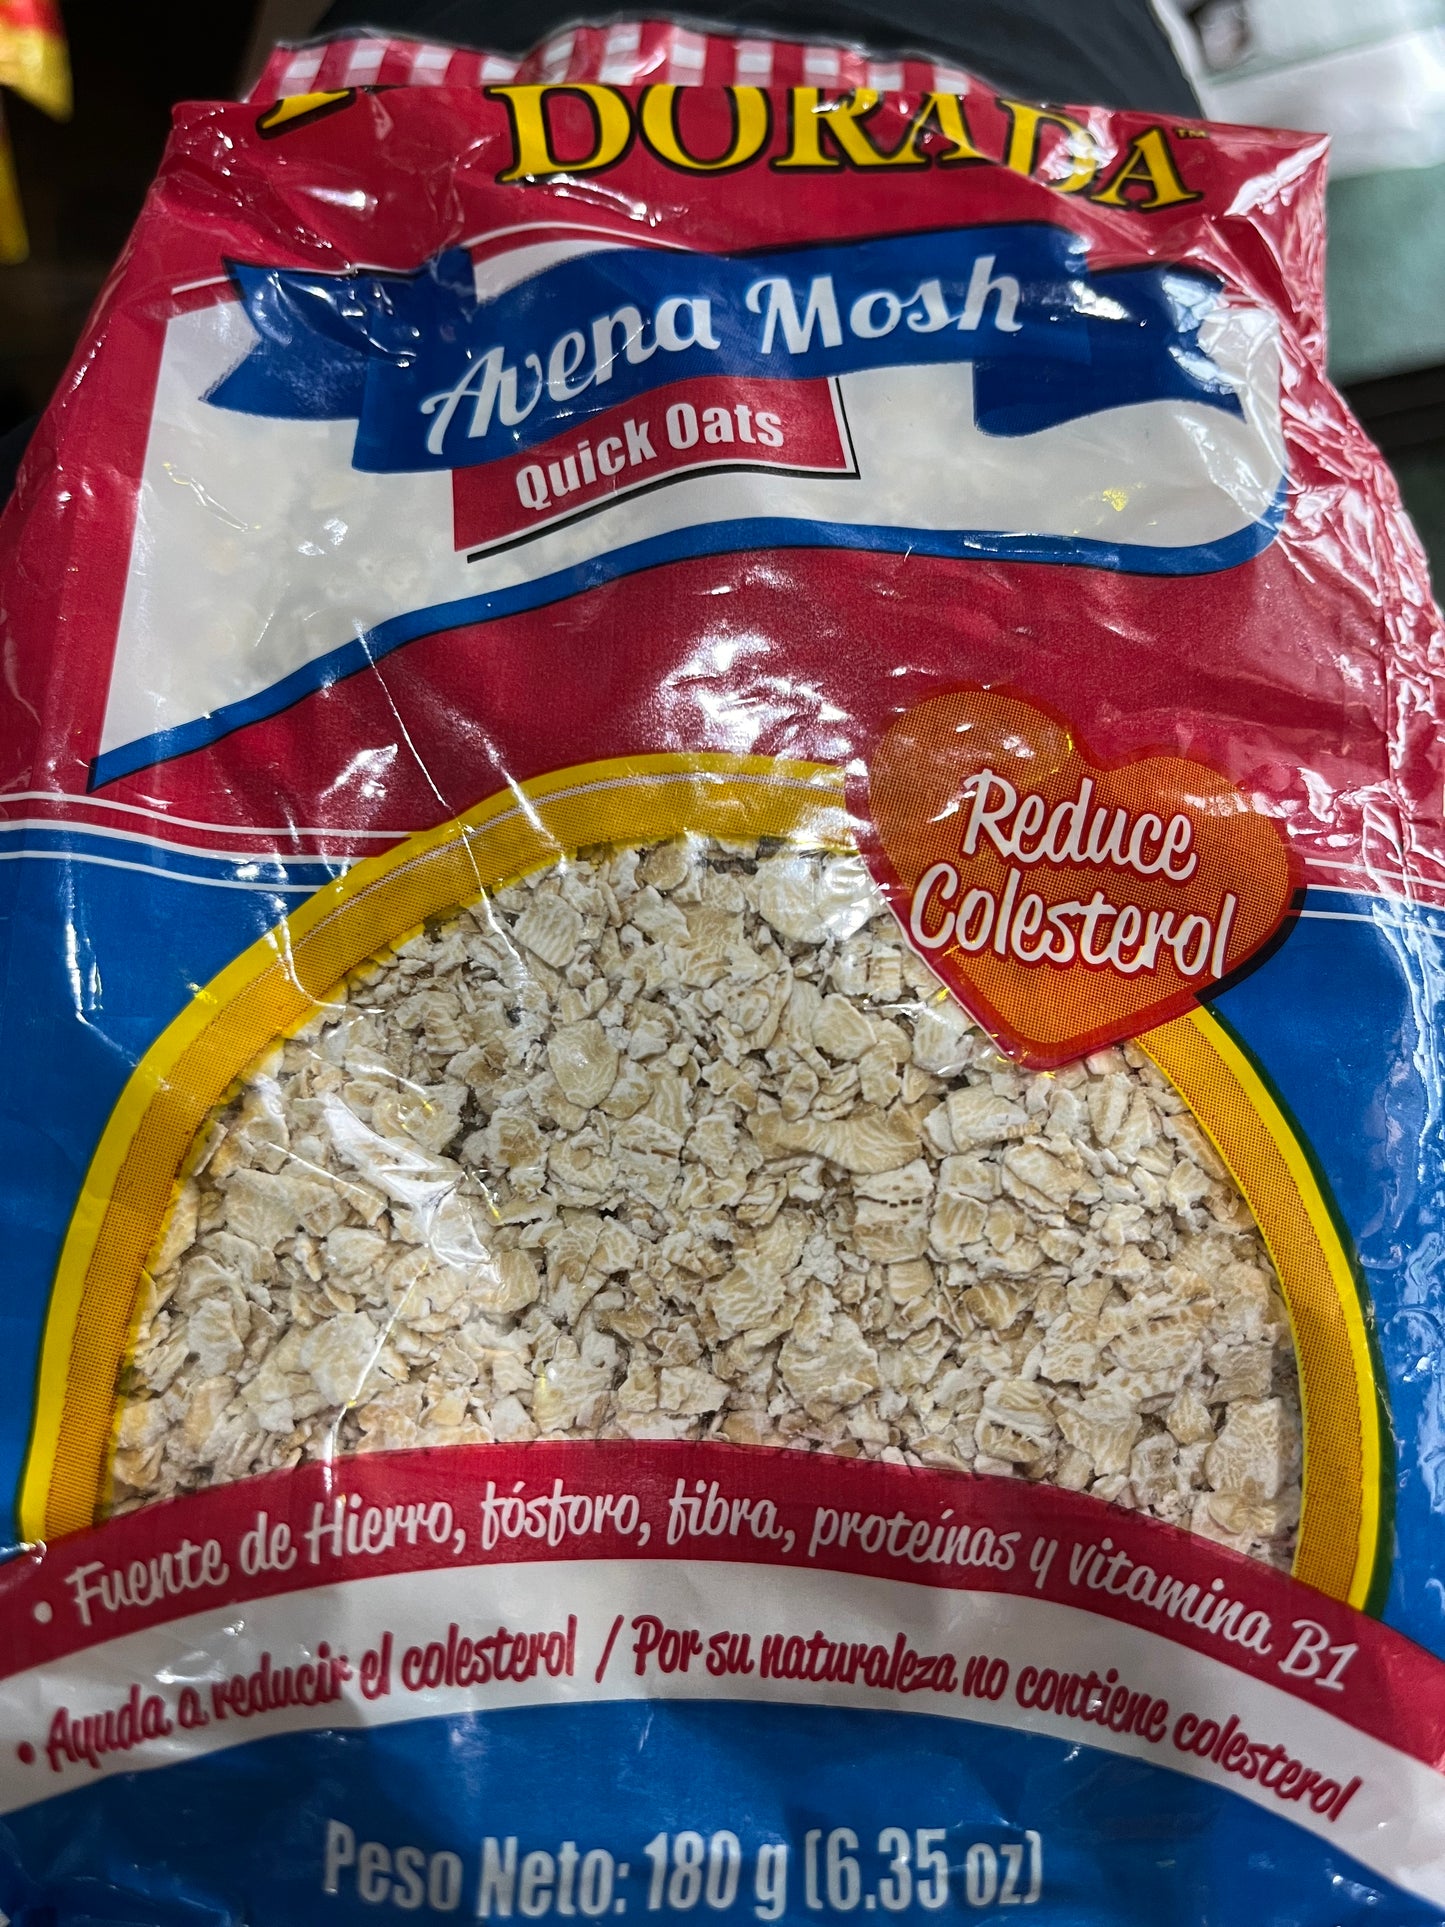 DORADA™
Avena Mosh
Quick Oats
Reduce
Colesterol
• Fuente de Hierro, fósforo, fibra, proteínas y vitamina B1
• Ayuda a reducir el colesterol / Por su naturaleza no contiene colesterol
Peso Neto: 180 g (6.35 oz)